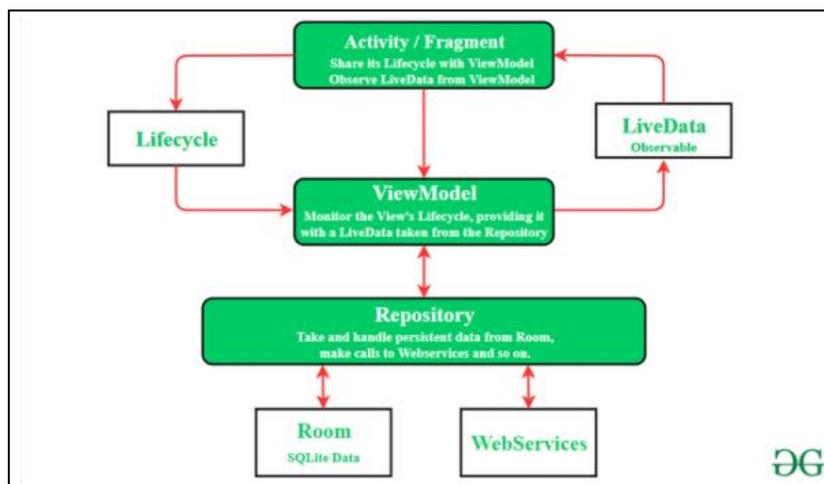 Activity / Fragment
Share its Lifecycle with ViewModel
Observe LiveData from ViewModel
Lifecycle
LiveData
Observable
ViewModel
Monitor the View's Lifecycle, providing it
with a LiveData taken from the Repository
Repository
Take and handle persistent data from Room,
make calls to Webservices and so on.
Room
SQLite Data
WebServices